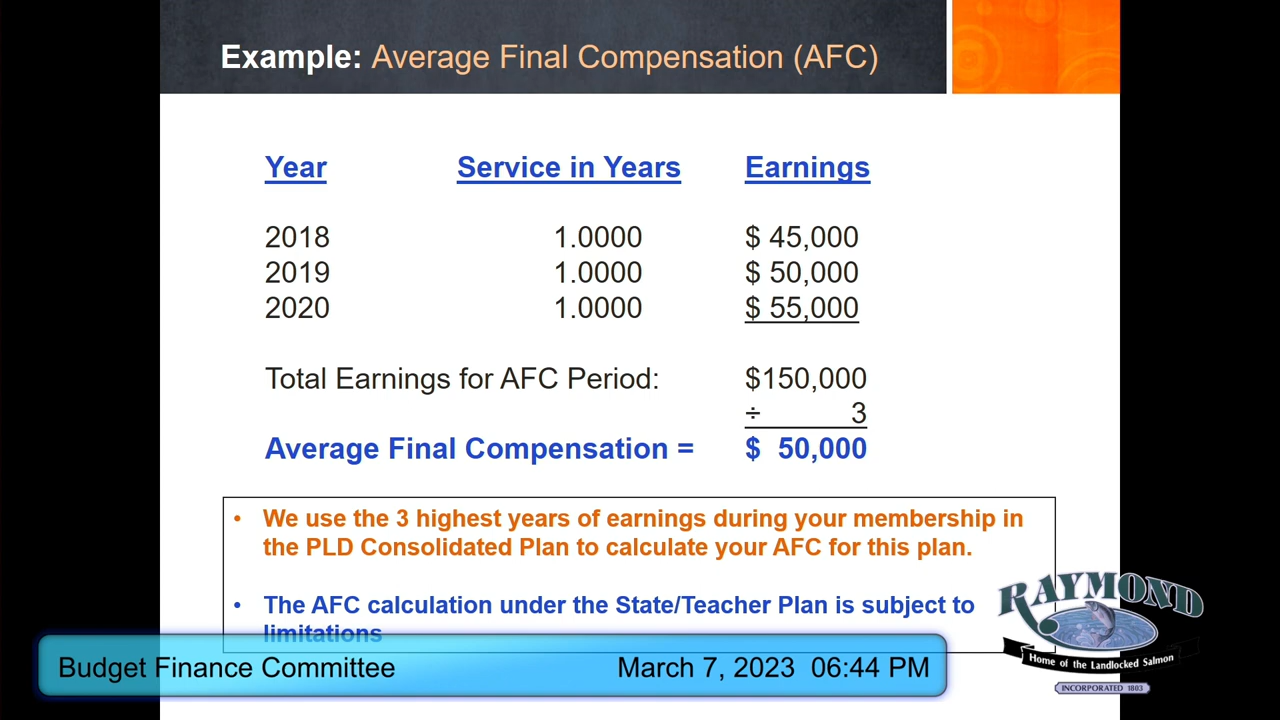 Example: Average Final Compensation (AFC)
Year Service in Years Earnings
2018 1.0000 $ 45,000
2019 1.0000 $ 50,000
2020 1.0000 $ 55,000
Total Earnings for AFC Period: $150,000
÷ 3
Average Final Compensation = $ 50,000
• We use the 3 highest years of earnings during your membership in
the PLD Consolidated Plan to calculate your AFC for this plan.
• The AFC calculation under the State/Teacher Plan is subject to
limitations
RAYMOND
Home of the Landlocked Salmon
INCORPORATED 1803
Budget Finance Committee March 7, 2023 06:44 PM